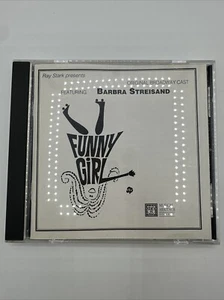 Ray Stark presents
ORIGINAL BROADWAY CAST
FEATURING BARBRA STREISAND
FUNNY
GIRL